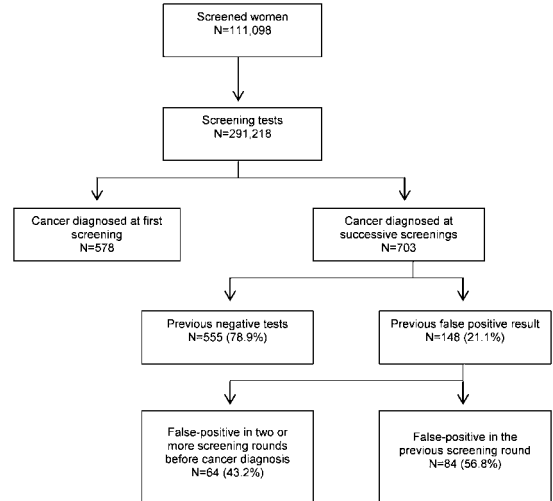 Screened women
N=111,098
Screening tests
N=291,218
Cancer diagnosed at first
screening
N=578
Cancer diagnosed at
successive screenings
N=703
Previous negative tests
N=555 (78.9%)
Previous false positive result
N=148 (21.1%)
False-positive in two or
more screening rounds
before cancer diagnosis
N=64 (43.2%)
False-positive in the
previous screening round
N=84 (56.8%)